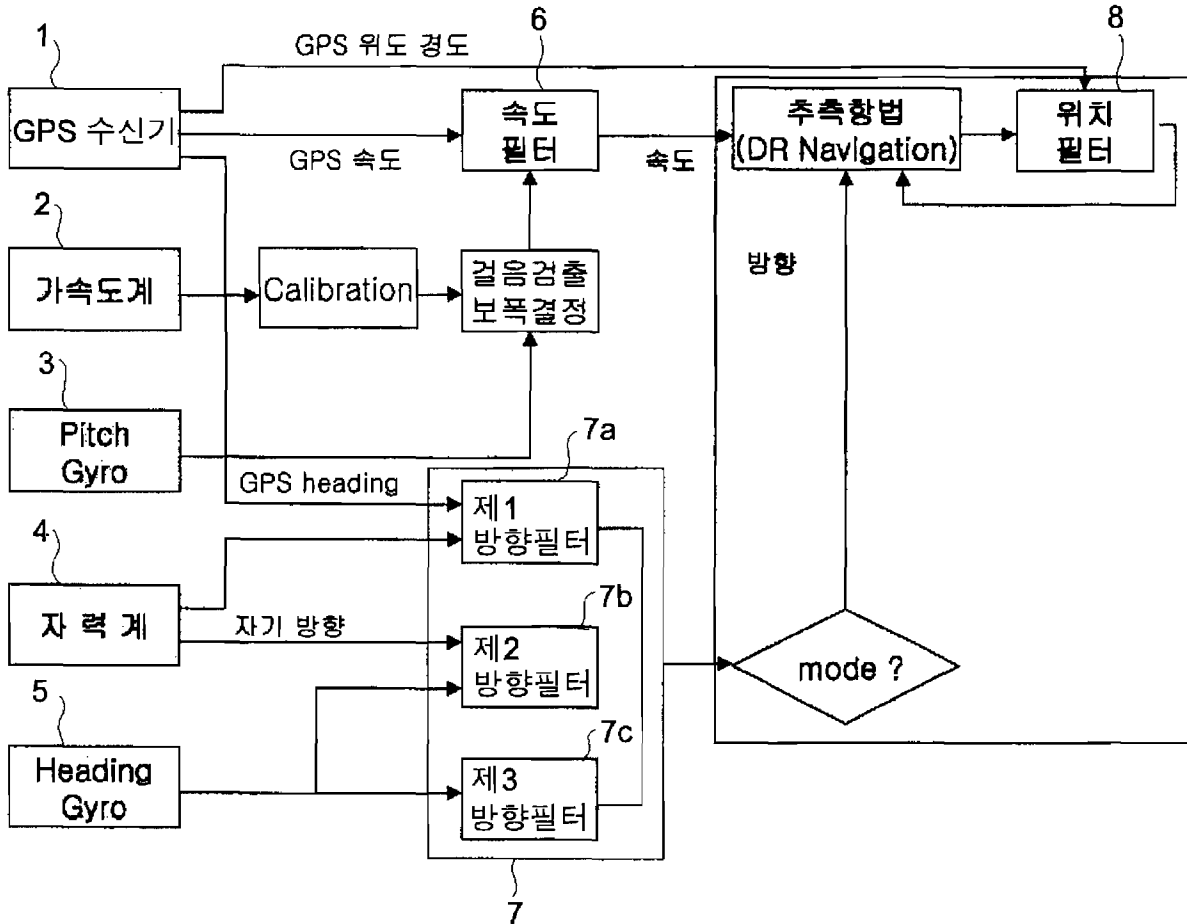 1
GPS 위도 경도
6
8
GPS 수신기
GPS 속도
속도
필터
속도
추측항법
(DR Navigation)
위치
필터
2
가속도계
Calibration
걸음검출
보폭결정
방향
3
Pitch
Gyro
GPS heading
7a
제1
방향필터
4
자 력 계
자기 방향
7b
제2
방향필터
mode ?
5
Heading
Gyro
7c
제3
방향필터
7